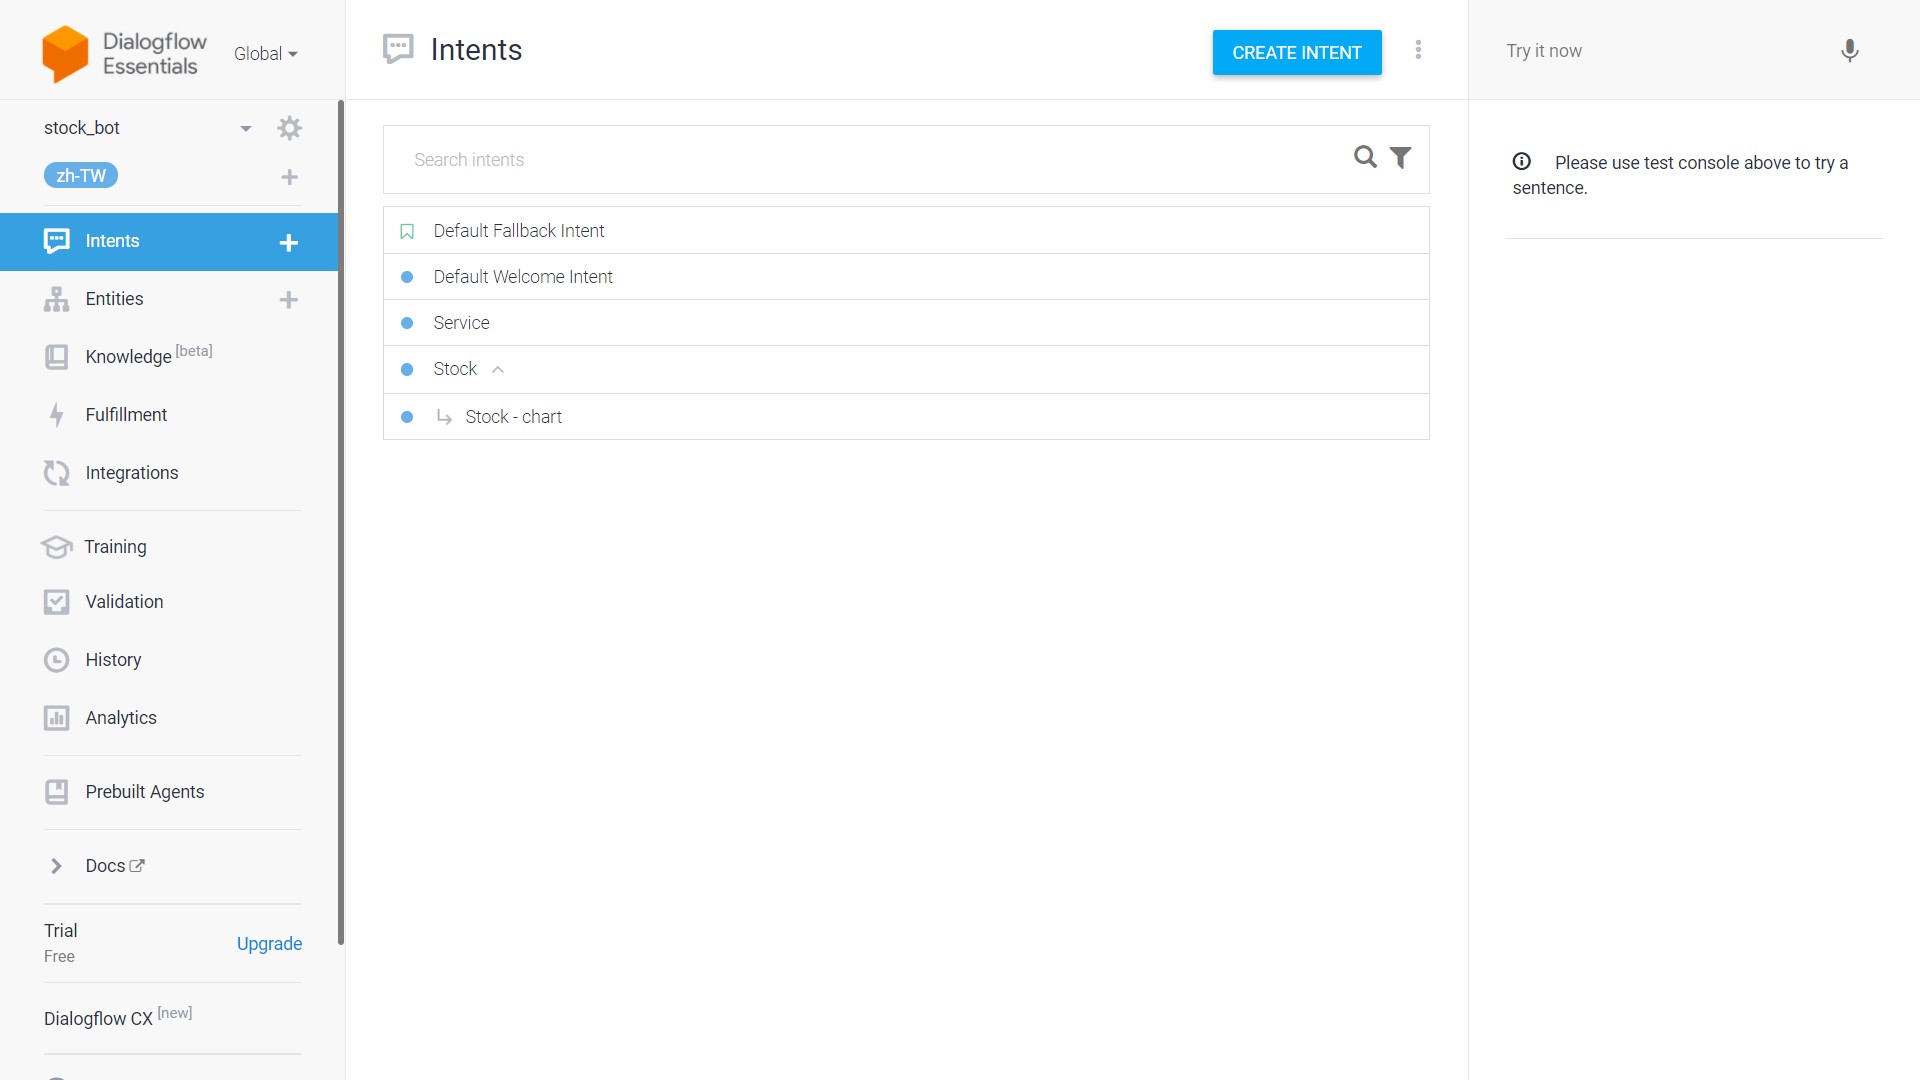 Dialogflow
Essentials
Global
stock_bot
zh-TW
Intents
Entities
Knowledge [beta]
Fulfillment
Integrations
Training
Validation
History
Analytics
Prebuilt Agents
Docs
Trial
Free
Upgrade
Dialogflow CX [new]
Intents
CREATE INTENT
Search intents
Default Fallback Intent
Default Welcome Intent
Service
Stock
Stock - chart
Try it now
Please use test console above to try a
sentence.